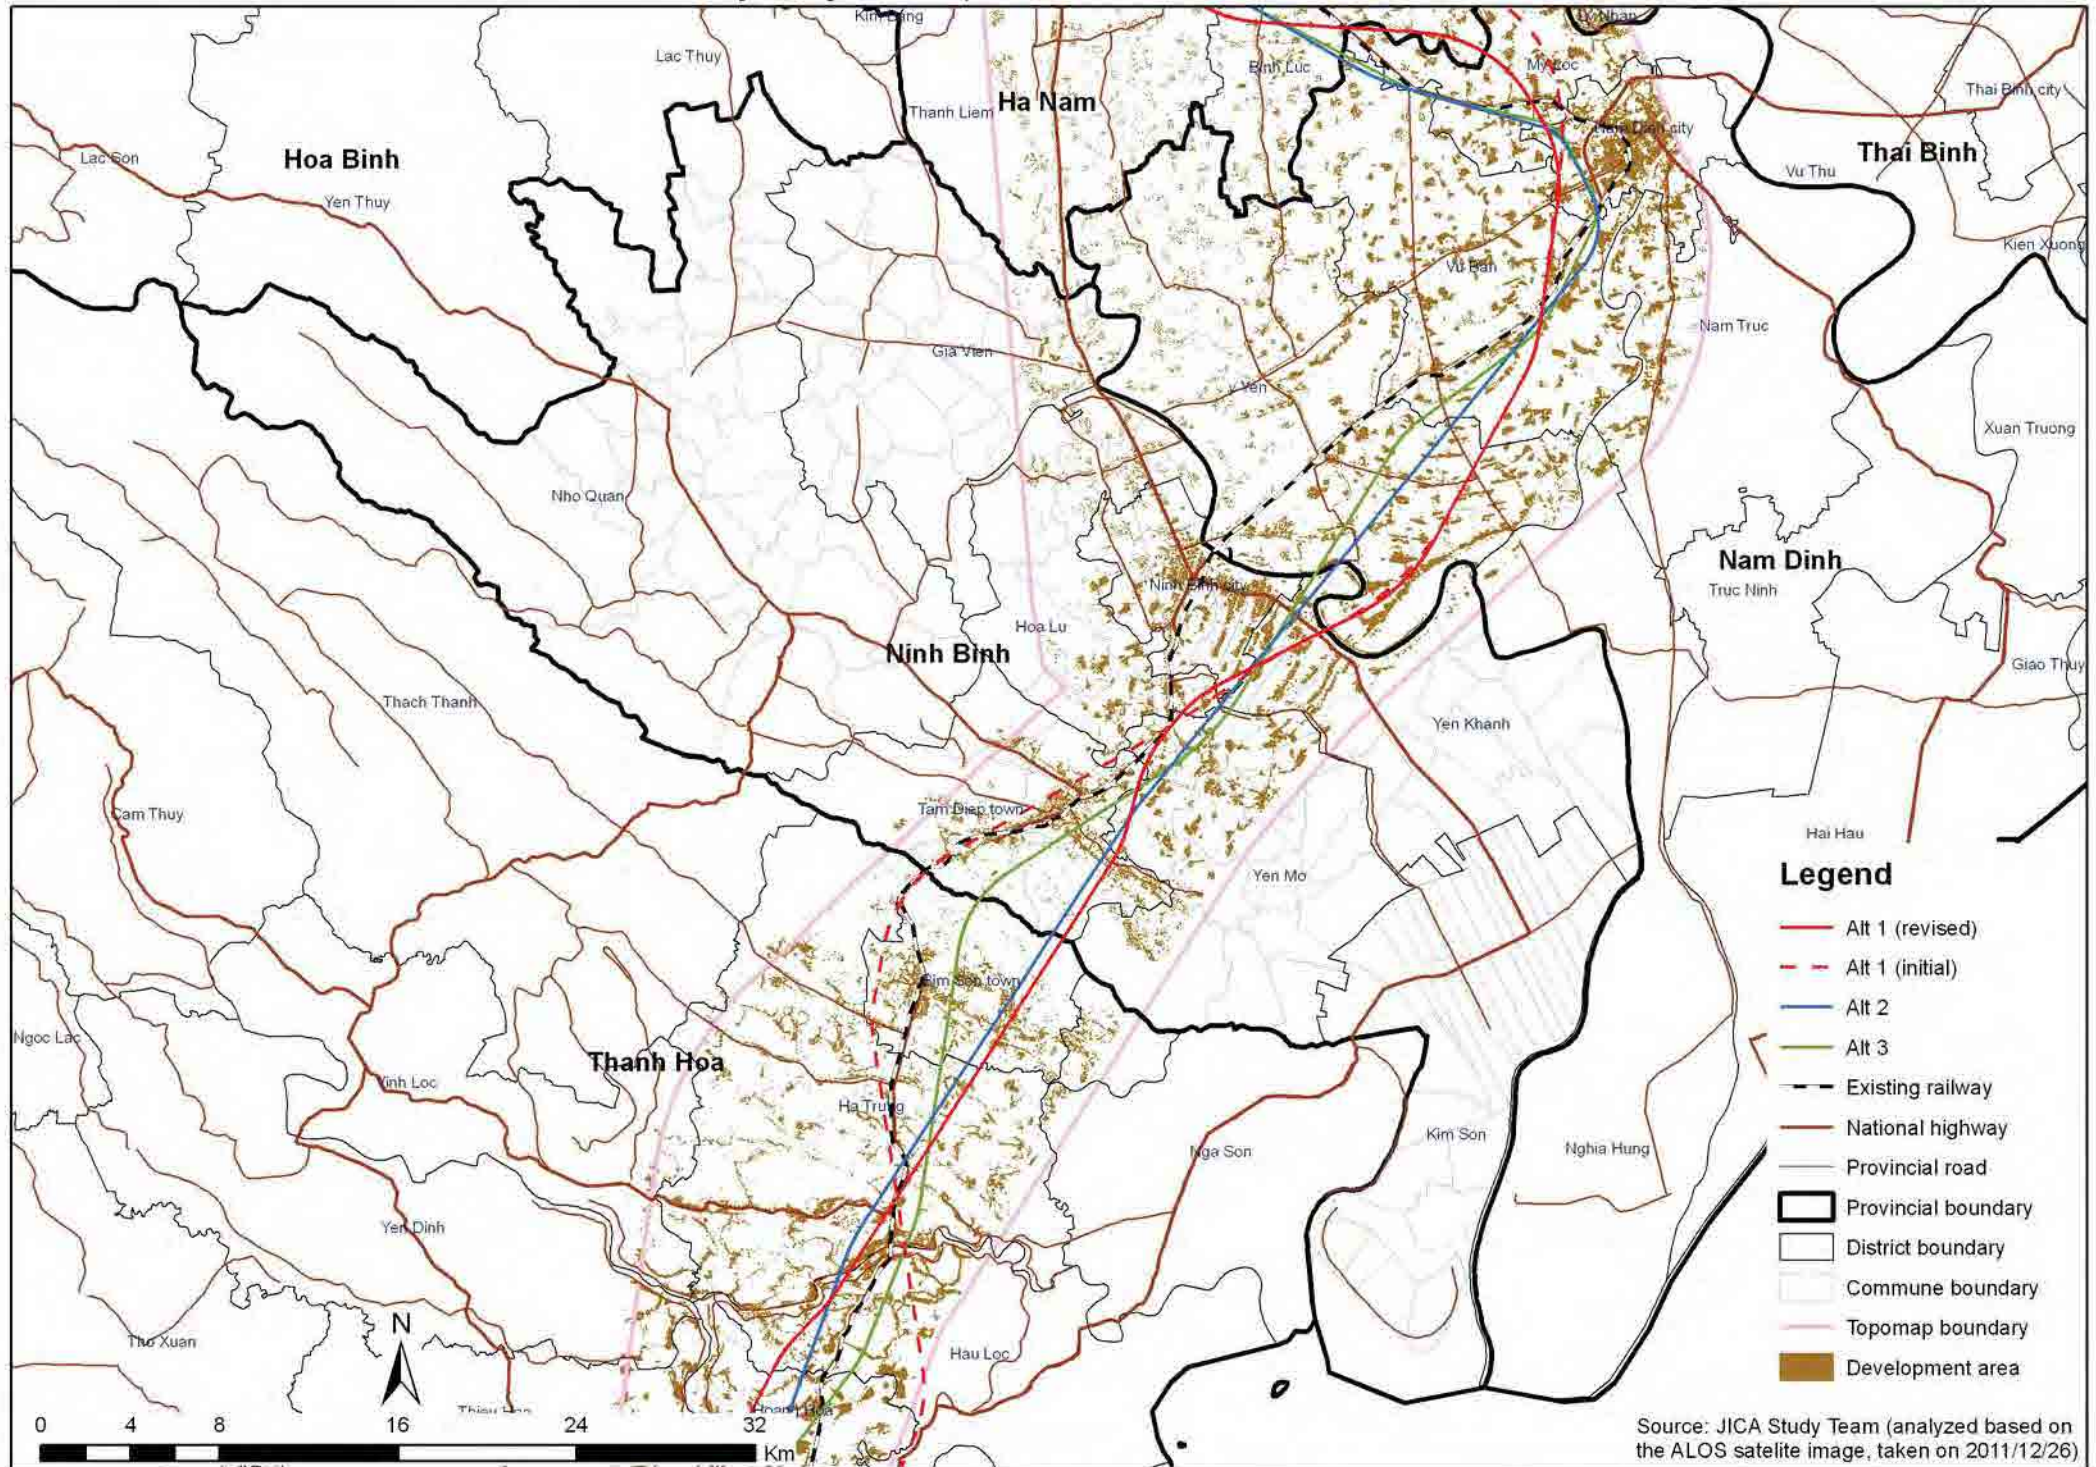 Kim Bang
Ly Nhan
Lac Thuy
Binh Luc
My Loc
Thai Binh city
Thanh Liem
Ha Nam
Nam Dinh city
Lac Son
Hoa Binh
Thai Binh
Vu Thu
Yen Thuy
Kien Xuong
Vu Ban
Nam Truc
Gia Vien
Y Yen
Xuan Truong
Nho Quan
Nam Dinh
Ninh Binh city
Truc Ninh
Hoa Lu
Ninh Binh
Giao Thuy
Thach Thanh
Yen Khanh
Cam Thuy
Tam Diep town
Hai Hau
Yen Mo
Legend
Alt 1 (revised)
Alt 1 (initial)
Alt 2
Alt 3
Existing railway
National highway
Provincial road
Provincial boundary
District boundary
Commune boundary
Topomap boundary
Development area
Bim Son town
Ngoc Lac
Thanh Hoa
Vinh Loc
Ha Trung
Kim Son
Nga Son
Nghia Hung
Yen Dinh
N
Tho Xuan
Hau Loc
Thieu Hoa
Hoang Hoa
0 4 8 16 24 32
Km
Source: JICA Study Team (analyzed based on
the ALOS satelite image, taken on 2011/12/26)